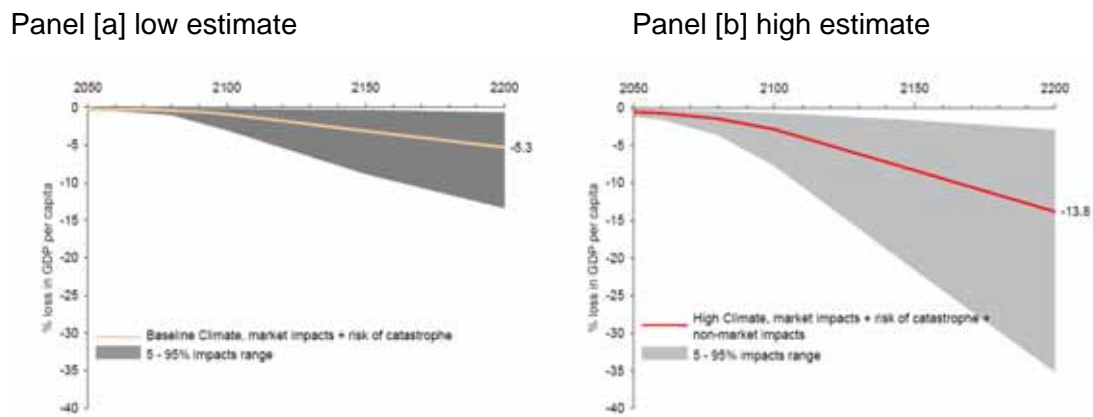 Panel [a] low estimate
Panel [b] high estimate
2050 2100 2150 2200
0
-5
-10
-15
-20
-25
-30
-35
-40
% loss in GDP per capita
-5.3
Baseline Climate, market impacts + risk of catastrophe
5 - 95% impacts range
2050 2100 2150 2200
0
-5
-10
-15
-20
-25
-30
-35
-40
% loss in GDP per capita
-13.8
High Climate, market impacts + risk of catastrophe +
non-market impacts
5 - 95% impacts range